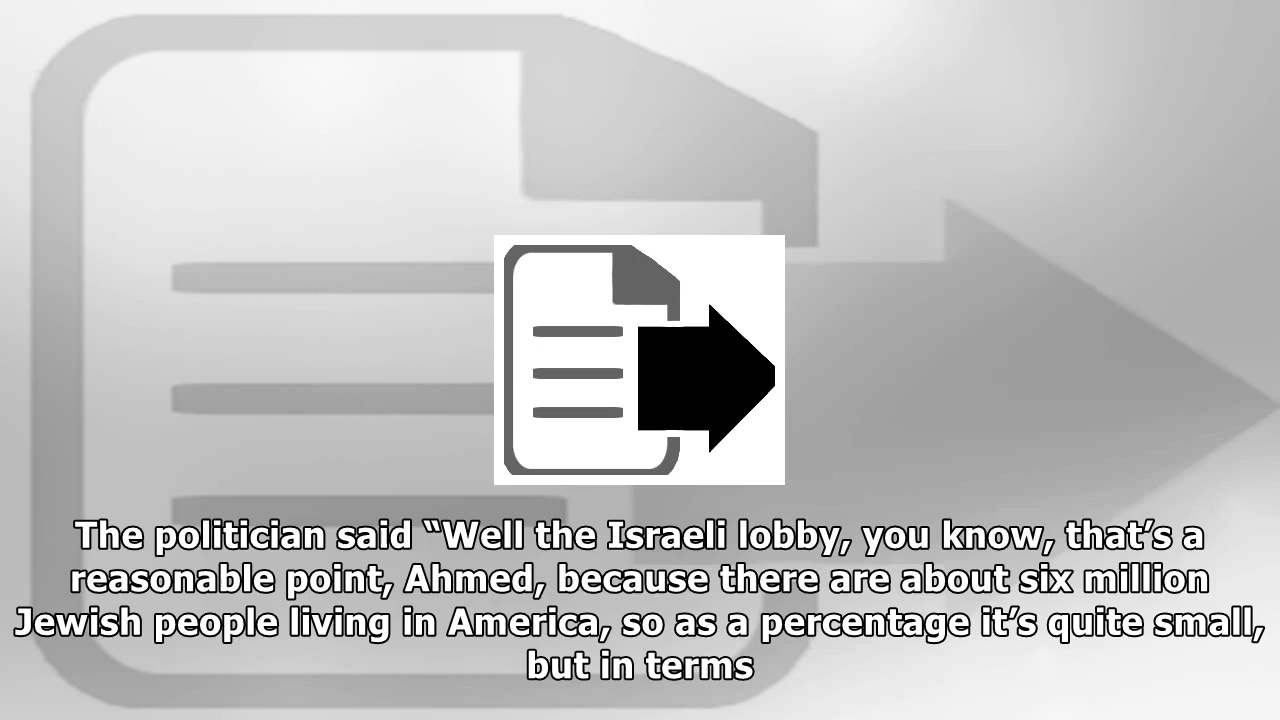 The politician said “Well the Israeli lobby, you know, that’s a
reasonable point, Ahmed, because there are about six million
Jewish people living in America, so as a percentage it’s quite small,
but in terms